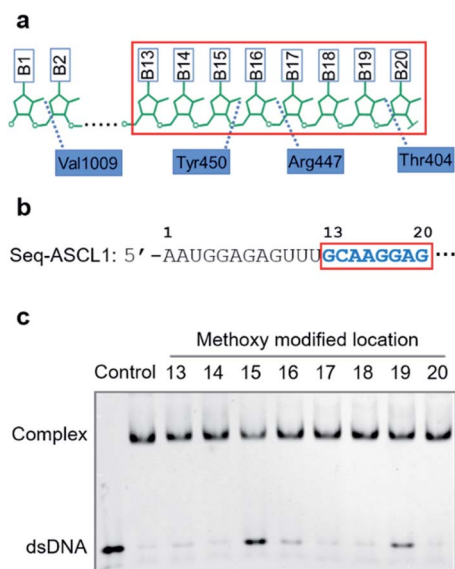 a
B1 B2 B13 B14 B15 B16 B17 B18 B19 B20
Val1009 Tyr450 Arg447 Thr404
b
1 13 20
Seq-ASCL1: 5'-AAUGGAGAGUUUGCAAGGAG···
c
Methoxy modified location
Control 13 14 15 16 17 18 19 20
Complex
dsDNA